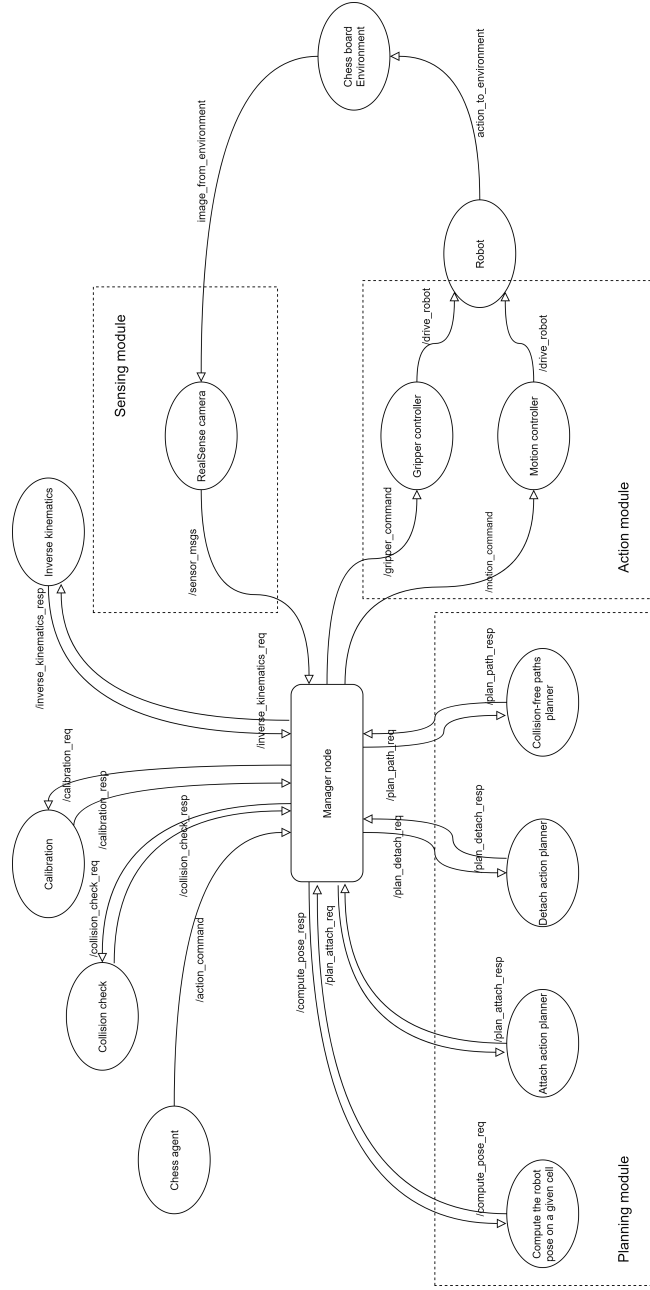 Chess agent
/action_command
Collision check
/collision_check_req
/collision_check_resp
Calibration
/calibration_req
/calibration_resp
Inverse kinematics
/inverse_kinematics_resp
/inverse_kinematics_req
Manager node
Sensing module
RealSense camera
/sensor_msgs
image_from_environment
Chess board
Environment
action_to_environment
Robot
/drive_robot
/drive_robot
Gripper controller
Motion controller
/gripper_command
/motion_command
Action module
/compute_pose_resp
/plan_attach_req
/plan_detach_req
/plan_path_req
/compute_pose_req
/plan_attach_resp
/plan_detach_resp
/plan_path_resp
Compute the robot
pose on a given cell
Attach action planner
Detach action planner
Collision-free paths
planner
Planning module